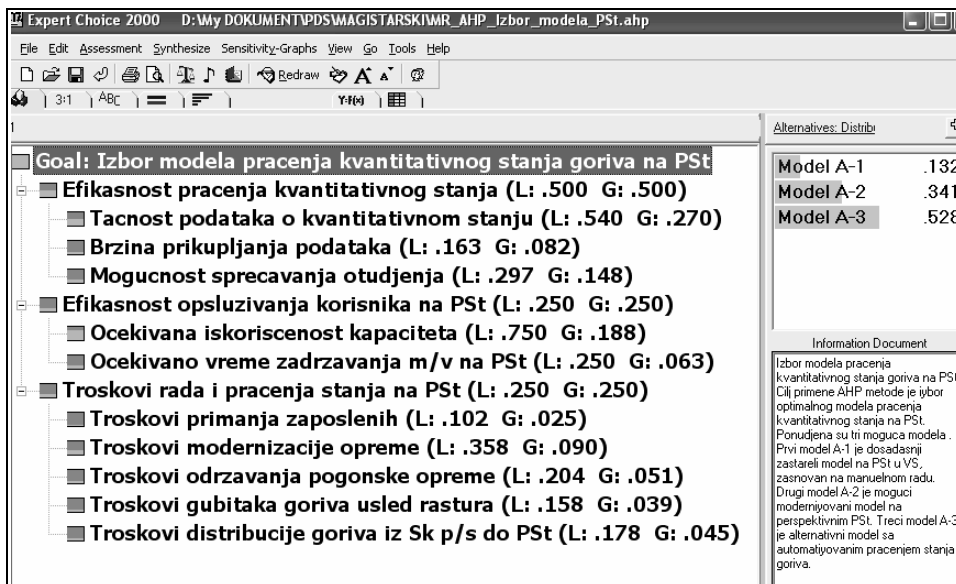 Expert Choice 2000 D:\My DOKUMENT\PDS\MAGISTARSKI\MR_AHP_Izbor_modela_PSt.ahp
File Edit Assessment Synthesize Sensitivity-Graphs View Go Tools Help
Redraw A A
3:1 ABC Y:f(x)
1
Alternatives: Distribu
Goal: Izbor modela pracenja kvantitativnog stanja goriva na PSt
Efikasnost pracenja kvantitativnog stanja (L: .500 G: .500)
Tacnost podataka o kvantitativnom stanju (L: .540 G: .270)
Brzina prikupljanja podataka (L: .163 G: .082)
Mogucnost sprecavanja otudjenja (L: .297 G: .148)
Efikasnost opsluzivanja korisnika na PSt (L: .250 G: .250)
Ocekivana iskoriscenost kapaciteta (L: .750 G: .188)
Ocekivano vreme zadrzavanja m/v na PSt (L: .250 G: .063)
Troskovi rada i pracenja stanja na PSt (L: .250 G: .250)
Troskovi primanja zaposlenih (L: .102 G: .025)
Troskovi modernizacije opreme (L: .358 G: .090)
Troskovi odrzavanja pogonske opreme (L: .204 G: .051)
Troskovi gubitaka goriva usled rastura (L: .158 G: .039)
Troskovi distribucije goriva iz Sk p/s do PSt (L: .178 G: .045)
Model A-1 .132
Model A-2 .341
Model A-3 .528
Information Document
Izbor modela pracenja
kvantitativnog stanja goriva na PSt
Cilj primene AHP metode je iybor
optimalnog modela pracenja
kvantitativnog stanja na PSt.
Ponudjena su tri moguca modela .
Prvi model A-1 je dosadasnji
zastareli model na PSt u VS,
zasnovan na manuelnom radu.
Drugi model A-2 je moguci
moderniyovani model na
perspektivnim PSt. Treci model A-3
je alternativni model sa
automatiyovanim pracenjem stanja
goriva.